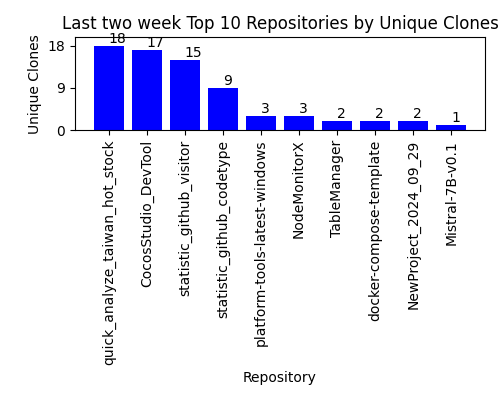 Last two week Top 10 Repositories by Unique Clones
Unique Clones
18
9
0
18
17
15
9
3
3
2
2
2
1
quick_analyze_taiwan_hot_stock
CocosStudio_DevTool
statistic_github_visitor
statistic_github_codetype
platform-tools-latest-windows
NodeMonitorX
TableManager
docker-compose-template
NewProject_2024_09_29
Mistral-7B-v0.1
Repository